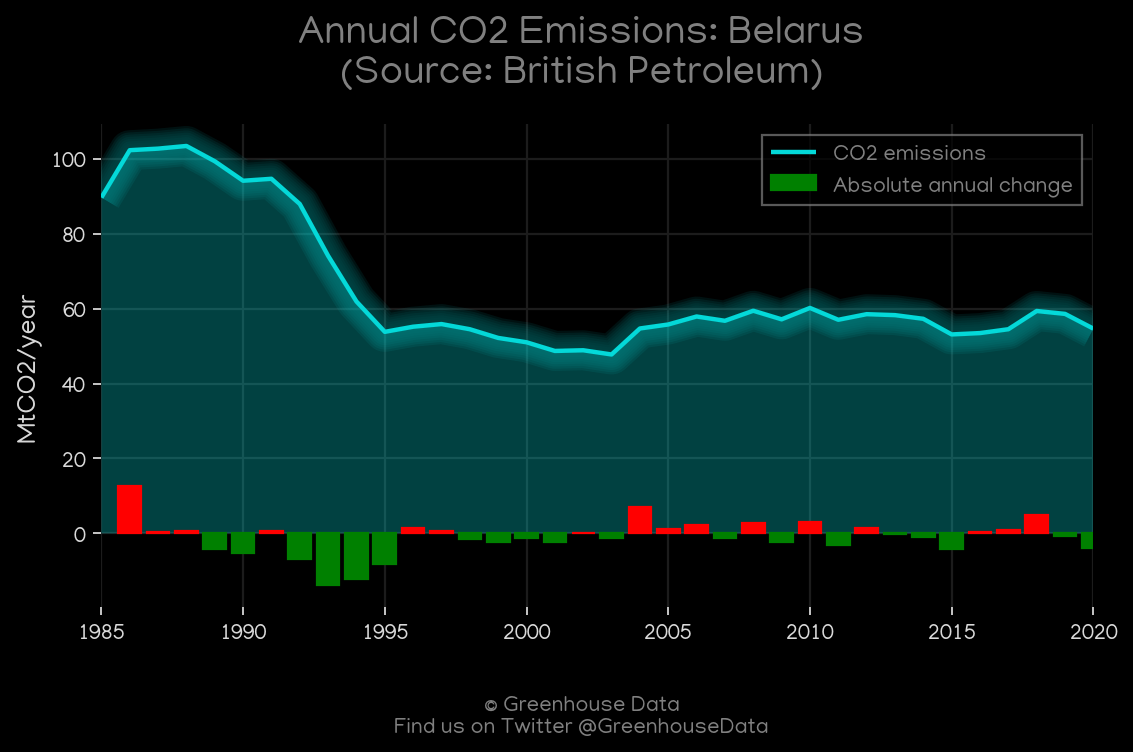 Annual CO2 Emissions: Belarus
(Source: British Petroleum)
CO2 emissions
Absolute annual change
MtCO2/year
100
80
60
40
20
0
1985 1990 1995 2000 2005 2010 2015 2020
© Greenhouse Data
Find us on Twitter @GreenhouseData